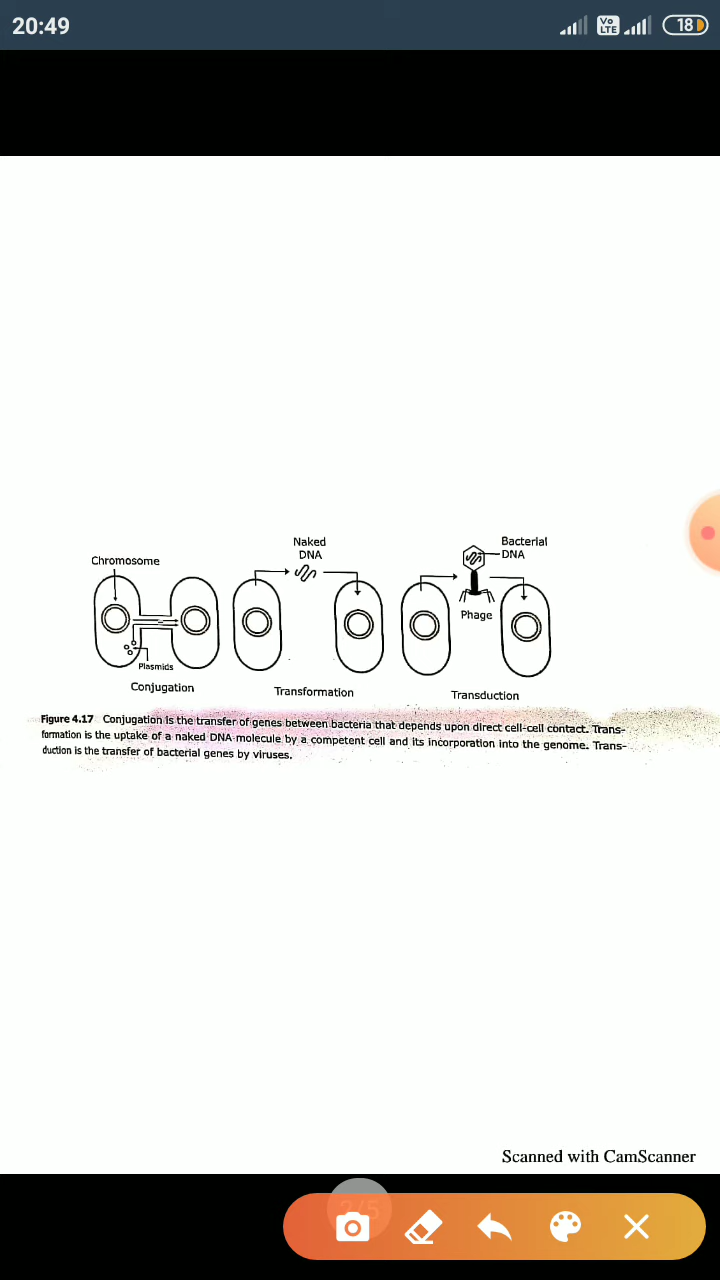 20:49
Vo
LTE
18
Naked
DNA
Bacterial
DNA
Chromosome
Phage
Plasmids
Conjugation
Transformation
Transduction
Figure 4.17 Conjugation is the transfer of genes between bacteria that depends upon direct cell-cell contact. Trans-
formation is the uptake of a naked DNA molecule by a competent cell and its incorporation into the genome. Trans-
duction is the transfer of bacterial genes by viruses.
Scanned with CamScanner